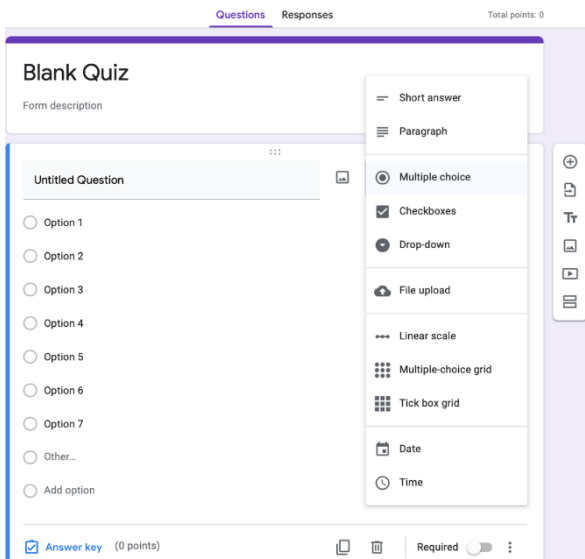 Questions Responses Total points: 0
Blank Quiz
Form description
Untitled Question
Option 1
Option 2
Option 3
Option 4
Option 5
Option 6
Option 7
Other...
Add option
Short answer
Paragraph
Multiple choice
Checkboxes
Drop-down
File upload
Linear scale
Multiple-choice grid
Tick box grid
Date
Time
Tт
Answer key (0 points) Required